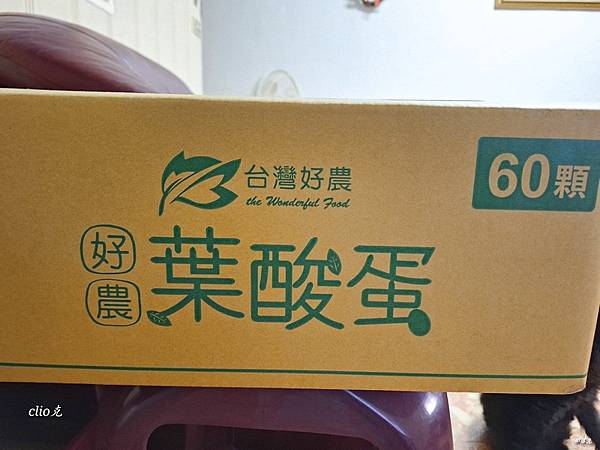 台灣好農
the Wonderful Food
60顆
好農
葉酸蛋
clio克